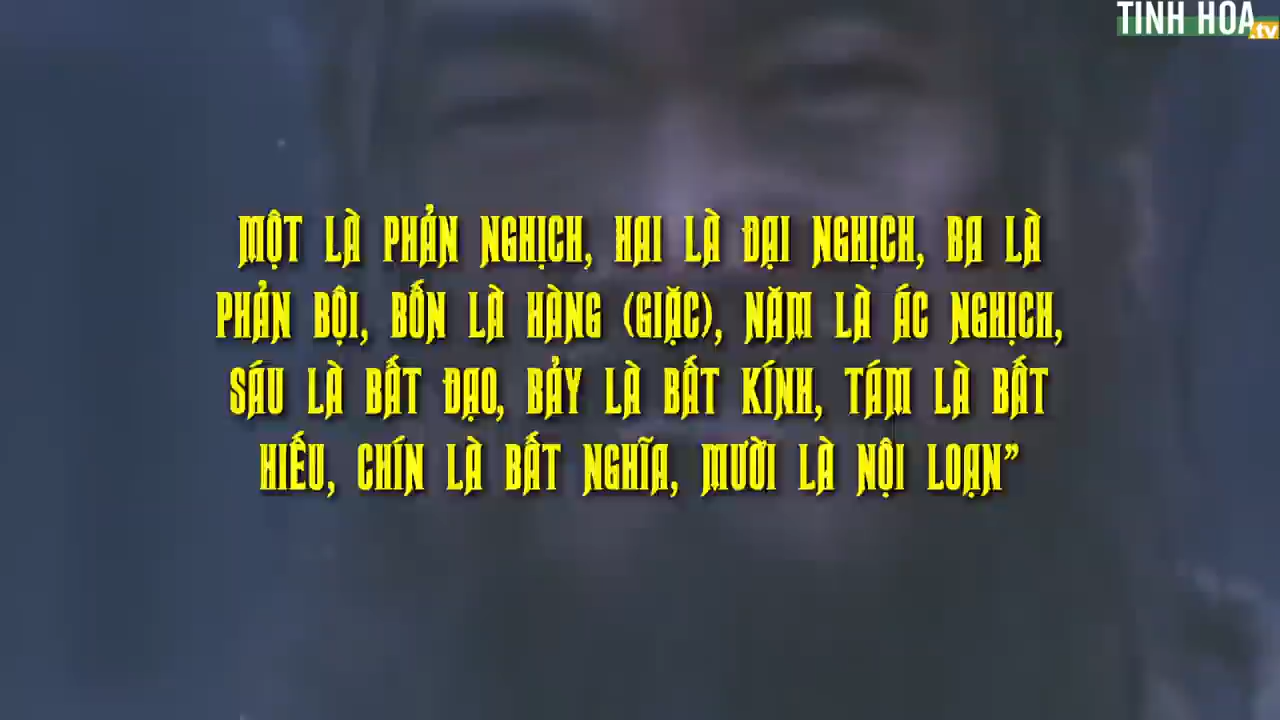 TINH HOA.tv
MỘT LÀ PHẢN NGHỊCH, HAI LÀ ĐẠI NGHỊCH, BA LÀ
PHẢN BỘI, BỐN LÀ HÀNG (GIẶC), NĂM LÀ ÁC NGHỊCH,
SÁU LÀ BẤT ĐẠO, BẢY LÀ BẤT KÍNH, TÁM LÀ BẤT
HIẾU, CHÍN LÀ BẤT NGHĨA, MƯỜI LÀ NỘI LOẠN”